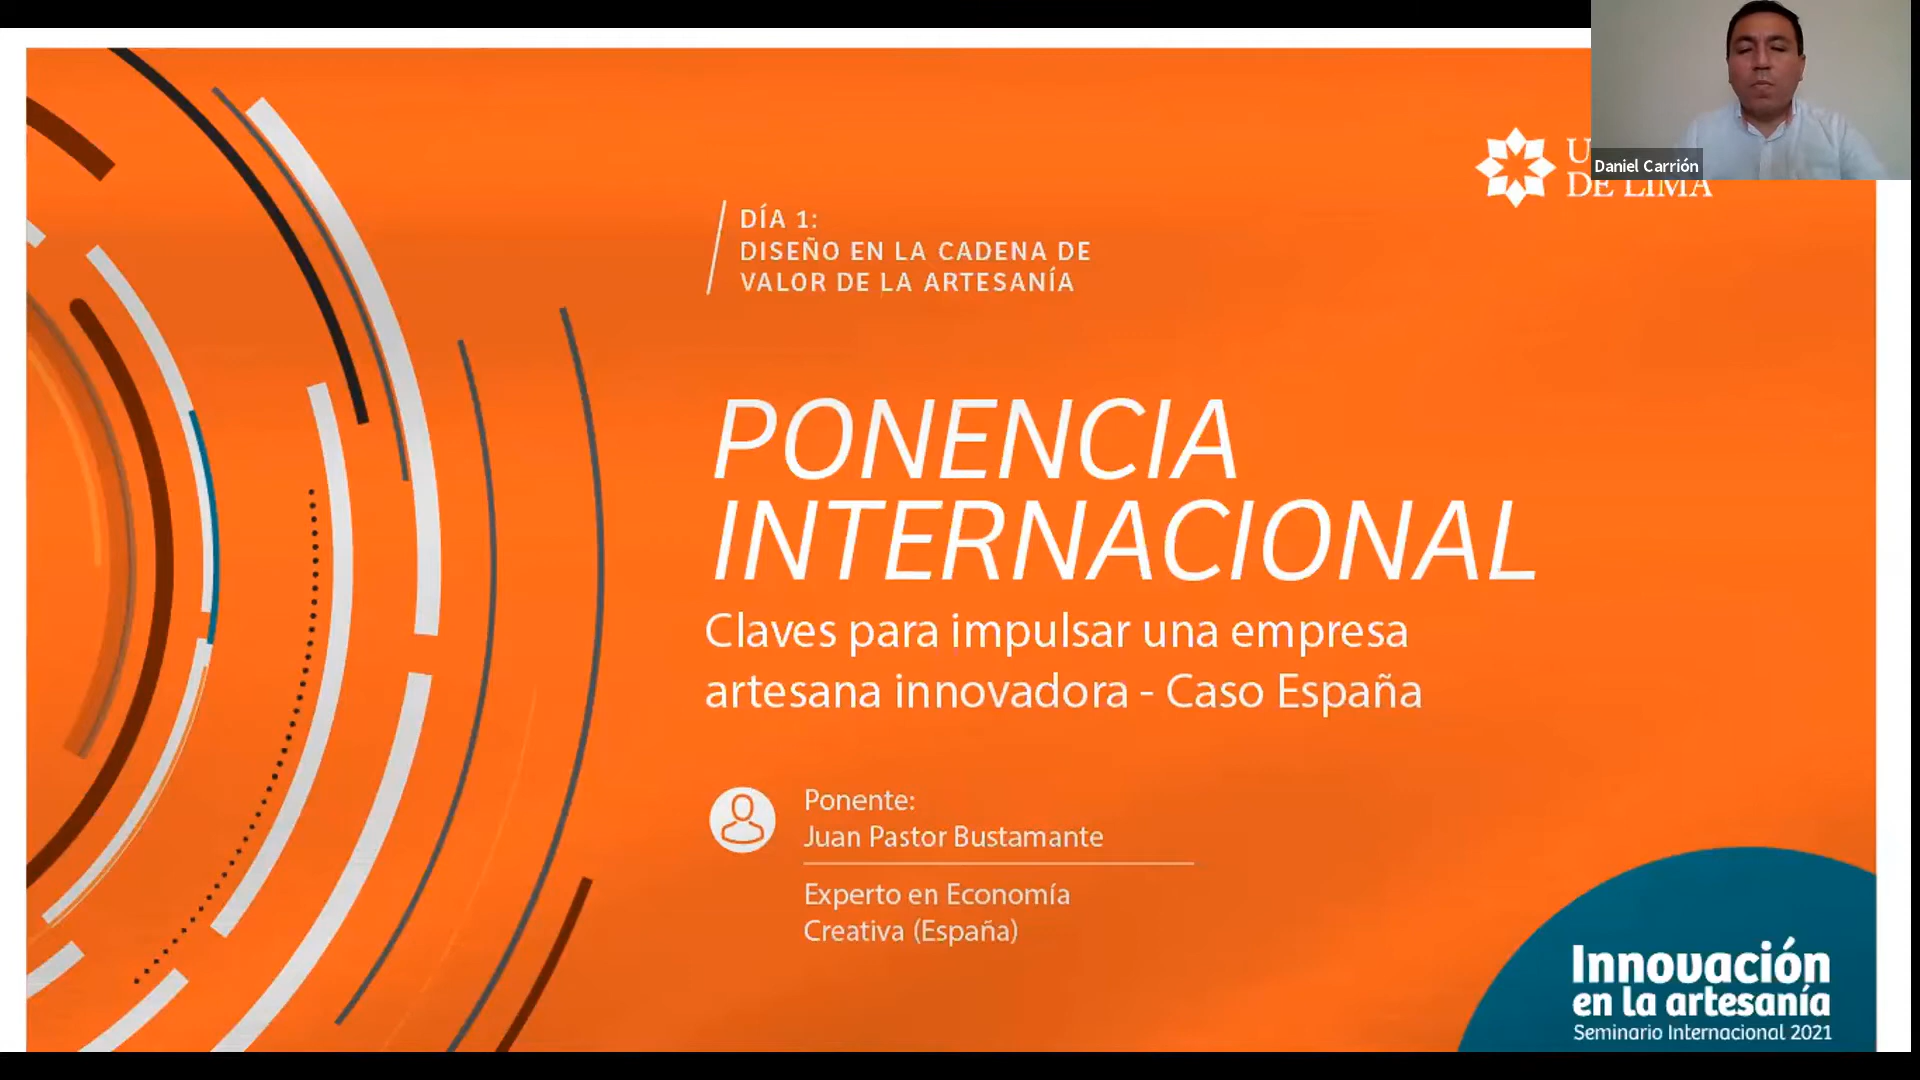 Daniel Carrión
DE LIMA
DÍA 1:
DISEÑO EN LA CADENA DE
VALOR DE LA ARTESANÍA
PONENCIA
INTERNACIONAL
Claves para impulsar una empresa
artesana innovadora - Caso España
Ponente:
Juan Pastor Bustamante
Experto en Economía
Creativa (España)
Innovación
en la artesanía
Seminario Internacional 2021